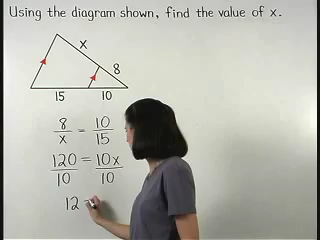 Using the diagram shown, find the value of x.
x
8
15 10
8/x = 10/15
120/10 = 10x/10
12 =